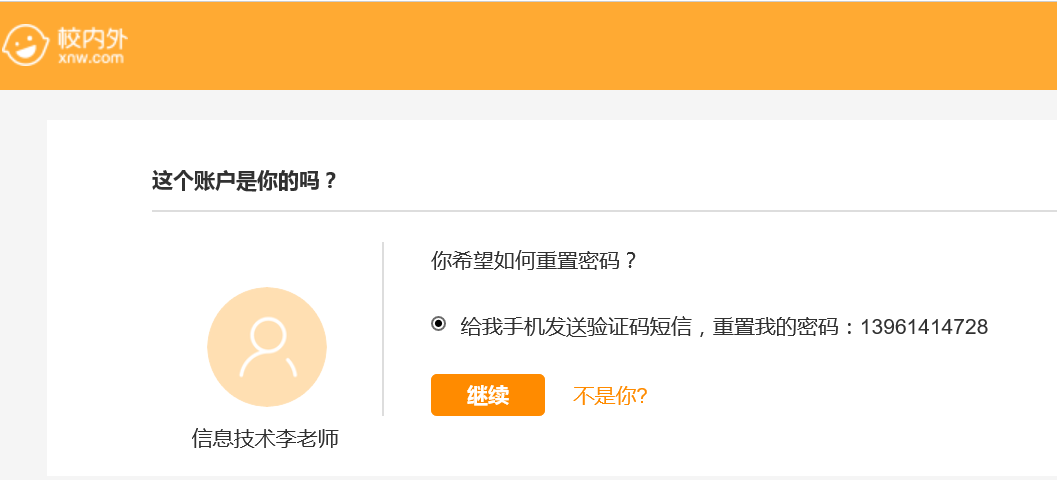 校内外
xnw.com
这个账户是你的吗？
你希望如何重置密码？
给我手机发送验证码短信，重置我的密码：13961414728
继续 不是你?
信息技术李老师